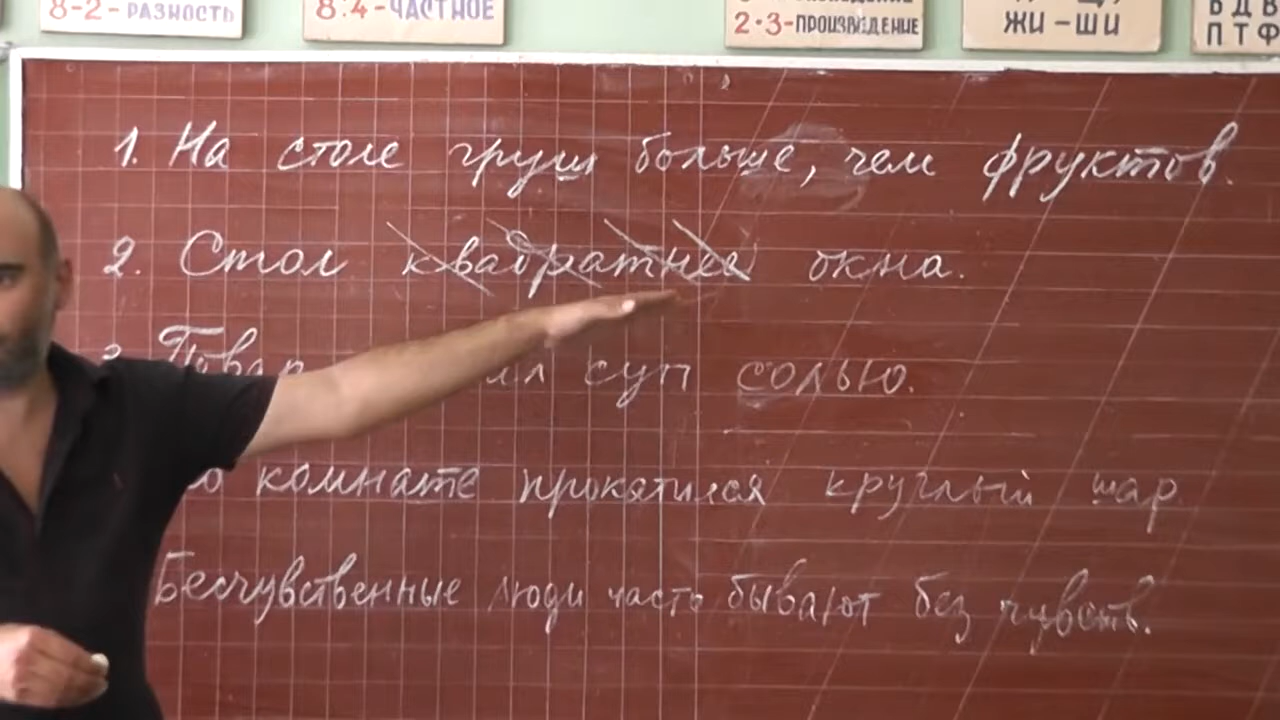 8-2-РАЗНОСТЬ
8:4-ЧАСТНОЕ
2·3-ПРОИЗВЕДЕНИЕ
ЖИ-ШИ
Б Д В
П Т Ф
1. На столе груш больше, чем фруктов.
2. Стол квадратнее окна.
Повар суп солью.
комнате прокатился круглый шар
Бесчувственные люди часто бывают без чувств.